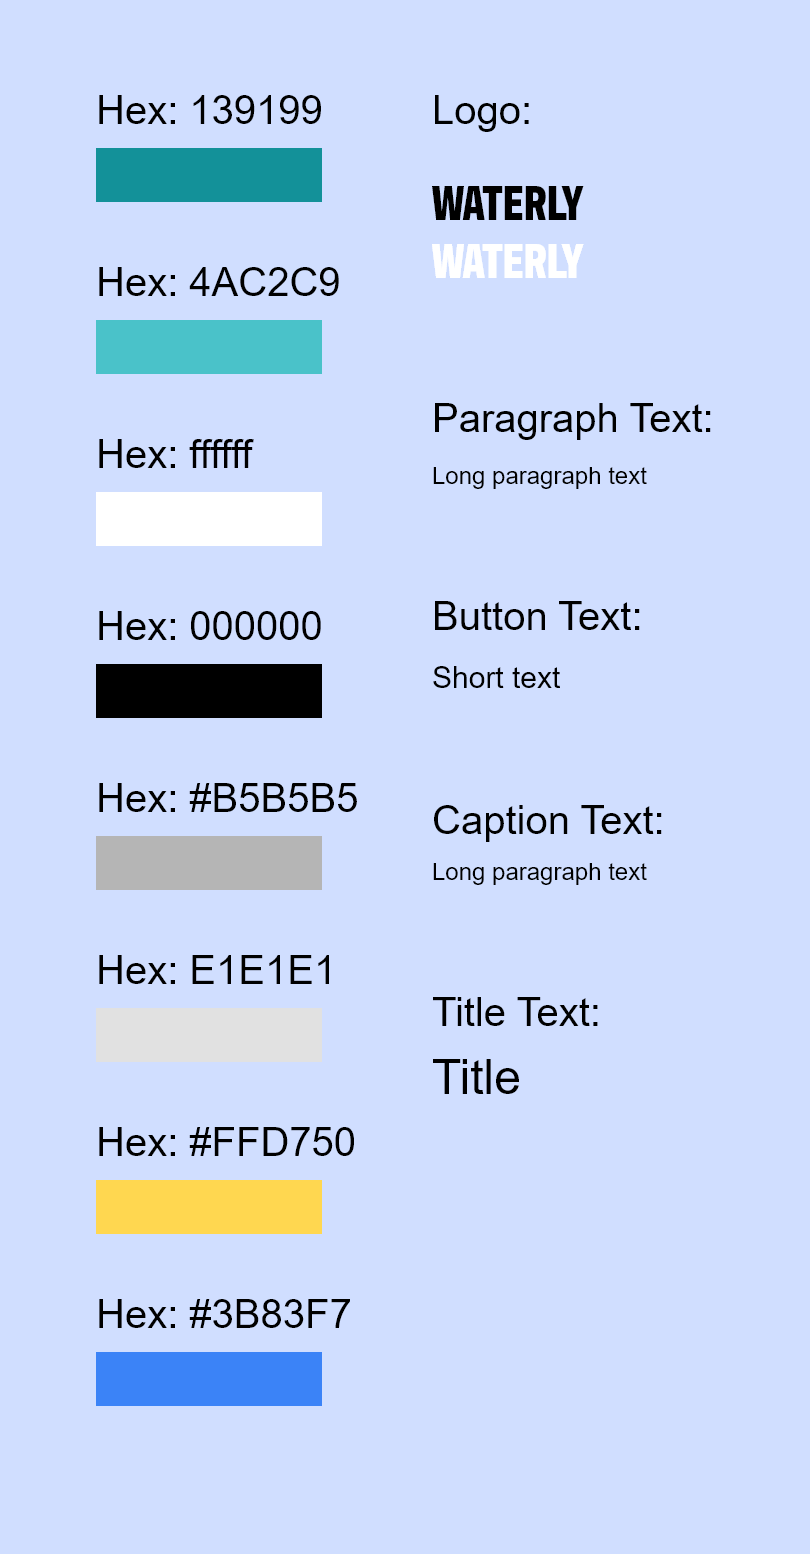 Hex: 139199
Hex: 4AC2C9
Hex: ffffff
Hex: 000000
Hex: #B5B5B5
Hex: E1E1E1
Hex: #FFD750
Hex: #3B83F7
Logo:
WATERLY
WATERLY
Paragraph Text:
Long paragraph text
Button Text:
Short text
Caption Text:
Long paragraph text
Title Text:
Title